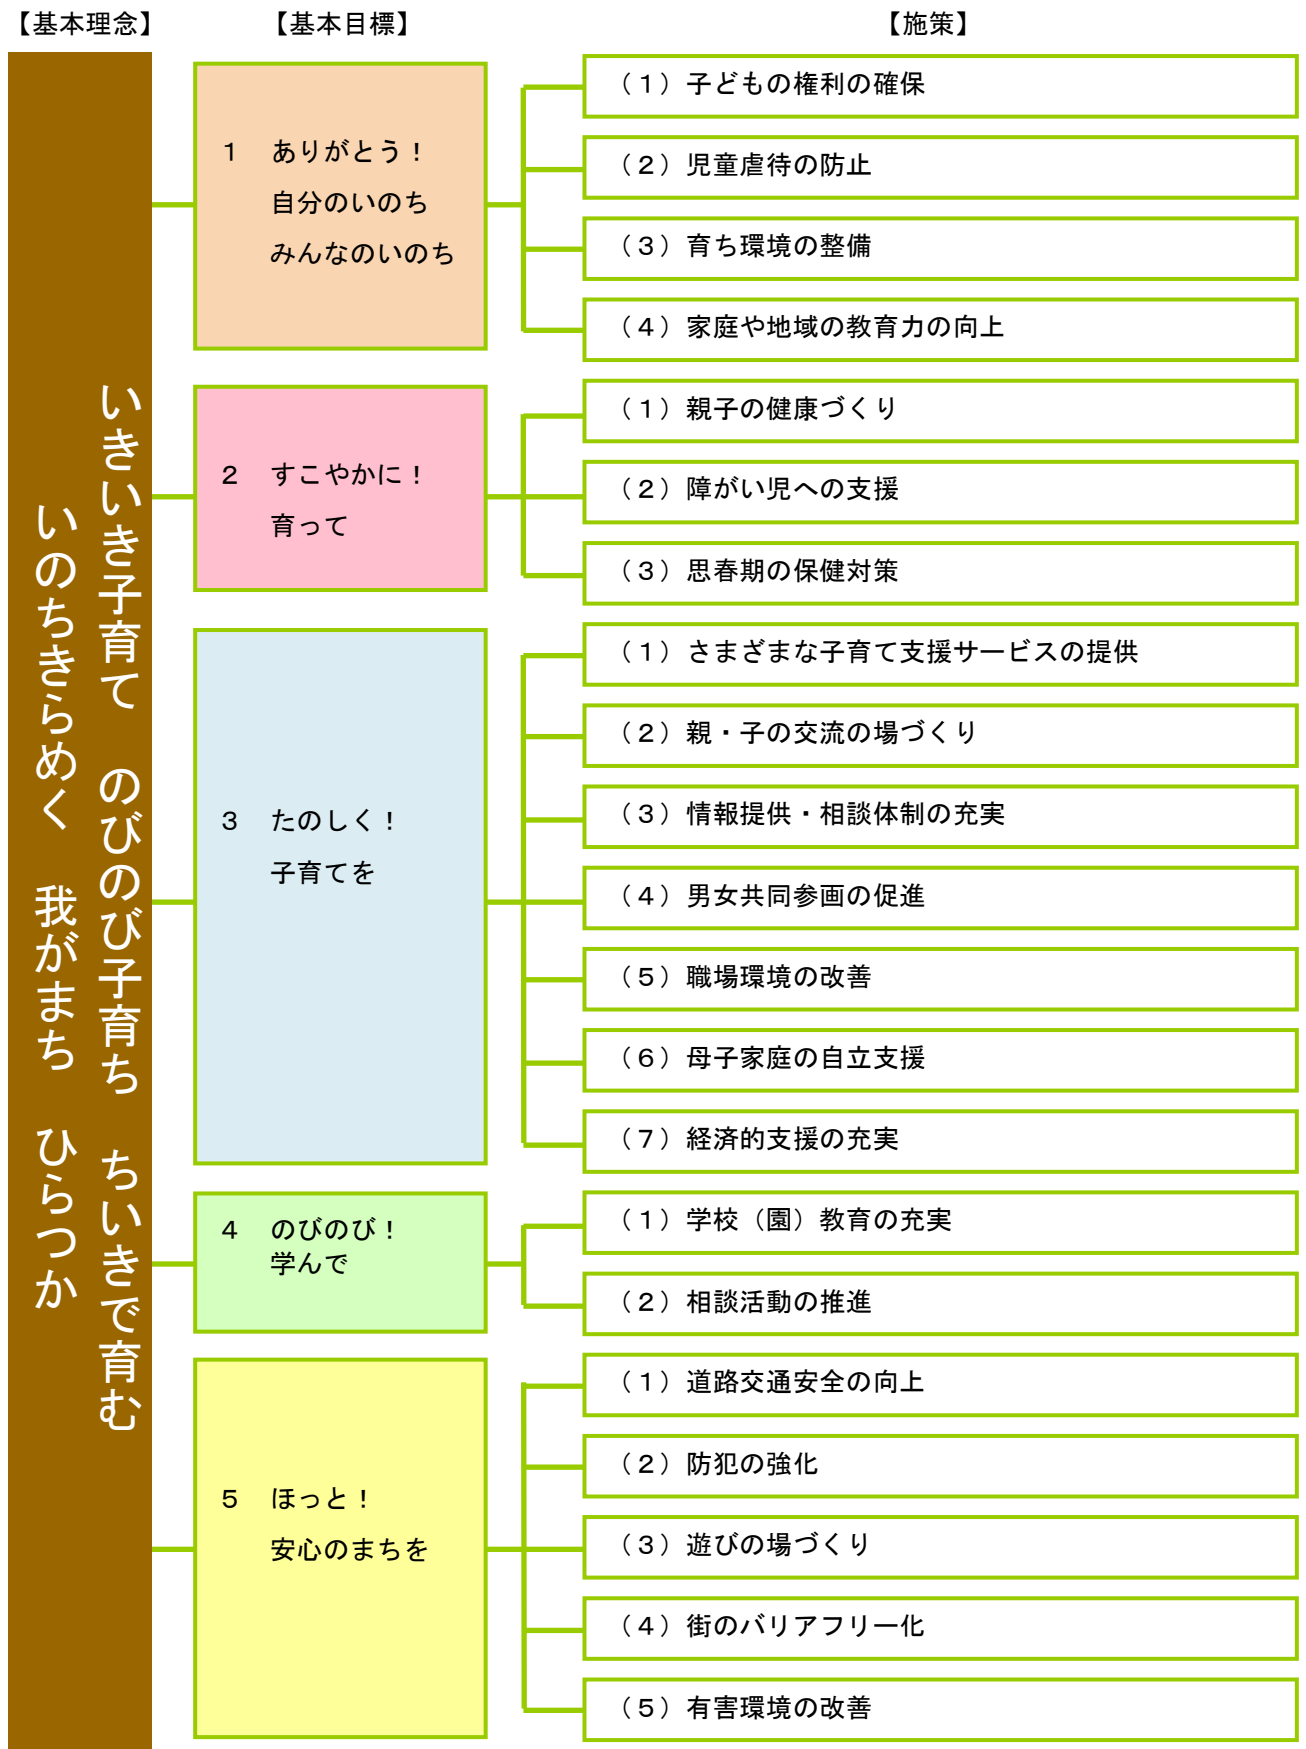 【基本理念】
【基本目標】
【施策】
いきいき子育て　のびのび子育ち　ちいきで育む
いのちきらめく　我がまち　ひらつか
１　ありがとう！
自分のいのち
みんなのいのち
（１）子どもの権利の確保
（２）児童虐待の防止
（３）育ち環境の整備
（４）家庭や地域の教育力の向上
２　すこやかに！
育って
（１）親子の健康づくり
（２）障がい児への支援
（３）思春期の保健対策
３　たのしく！
子育てを
（１）さまざまな子育て支援サービスの提供
（２）親・子の交流の場づくり
（３）情報提供・相談体制の充実
（４）男女共同参画の促進
（５）職場環境の改善
（６）母子家庭の自立支援
（７）経済的支援の充実
４　のびのび！
学んで
（１）学校（園）教育の充実
（２）相談活動の推進
５　ほっと！
安心のまちを
（１）道路交通安全の向上
（２）防犯の強化
（３）遊びの場づくり
（４）街のバリアフリー化
（５）有害環境の改善